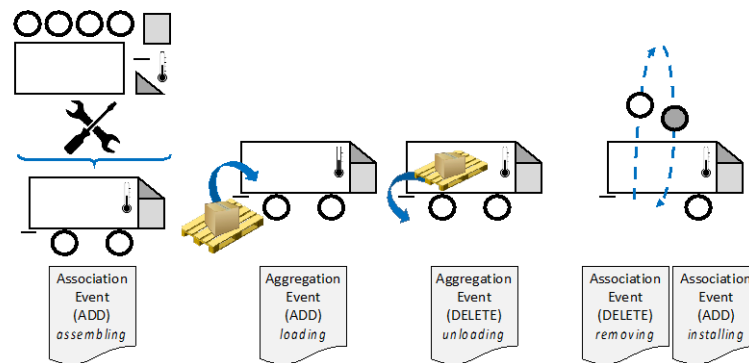 Association
Event
(ADD)
assembling
Aggregation
Event
(ADD)
loading
Aggregation
Event
(DELETE)
unloading
Association
Event
(DELETE)
removing
Association
Event
(ADD)
installing